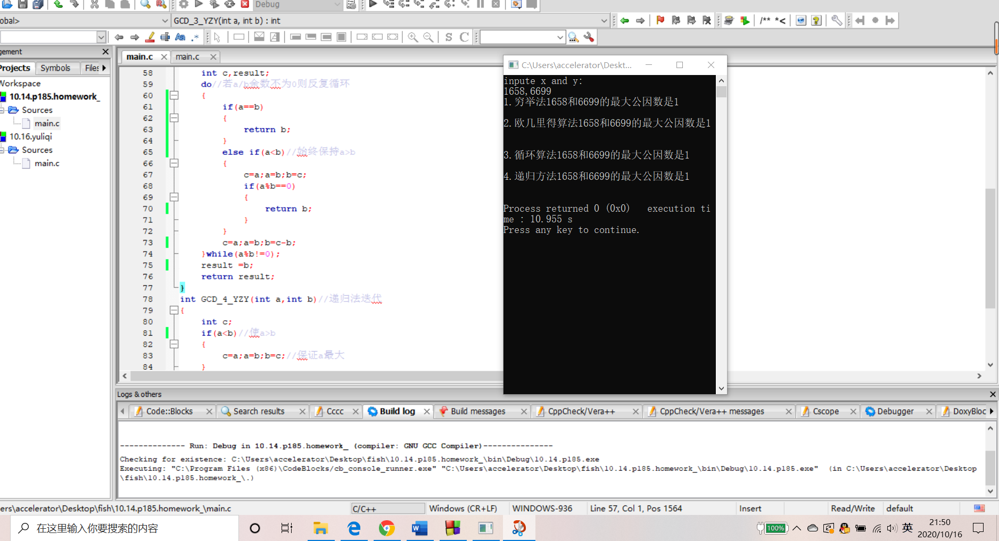 Debug
obal>
GCD_3_YZY(int a, int b) : int
/** *<
Aa .*
S C
gement
Projects Symbols Files
Workspace
10.14.p185.homework_
Sources
main.c
10.16.yuliqi
Sources
main.c
main.c main.c
58 int c,result;
59 do//若a/b余数不为0则反复循环
60 {
61 if(a==b)
62 {
63 return b;
64 }
65 else if(a<b)//始终保持a>b
66 {
67 c=a;a=b;b=c;
68 if(a%b==0)
69 {
70 return b;
71 }
72 }
73 c=a;a=b;b=c-b;
74 }while(a%b!=0);
75 result =b;
76 return result;
77 }
78 int GCD_4_YZY(int a,int b)//递归法迭代
79 {
80 int c;
81 if(a<b)//使a>b
82 {
83 c=a;a=b;b=c;//保证a最大
84 }
C:\Users\accelerator\Deskt...
inpute x and y:
1658,6699
1.穷举法1658和6699的最大公因数是1
2.欧几里得算法1658和6699的最大公因数是1
3.循环算法1658和6699的最大公因数是1
4.递归方法1658和6699的最大公因数是1
Process returned 0 (0x0)   execution ti
me : 10.955 s
Press any key to continue.
Logs & others
Code::Blocks Search results Cccc Build log Build messages CppCheck/Vera++ CppCheck/Vera++ messages Cscope Debugger DoxyBloc
-------------- Run: Debug in 10.14.p185.homework_ (compiler: GNU GCC Compiler)---------------
Checking for existence: C:\Users\accelerator\Desktop\fish\10.14.p185.homework_\bin\Debug\10.14.p185.exe
Executing: "C:\Program Files (x86)\CodeBlocks/cb_console_runner.exe" "C:\Users\accelerator\Desktop\fish\10.14.p185.homework_\bin\Debug\10.14.p185.exe"  (in C:\Users\accelerator\Desktop
\fish\10.14.p185.homework_\.)
ers\accelerator\Desktop\fish\10.14.p185.homework_\main.c C/C++ Windows (CR+LF) WINDOWS-936 Line 57, Col 1, Pos 1564 Insert Read/Write default
在这里输入你要搜索的内容
100%
英
21:50
2020/10/16